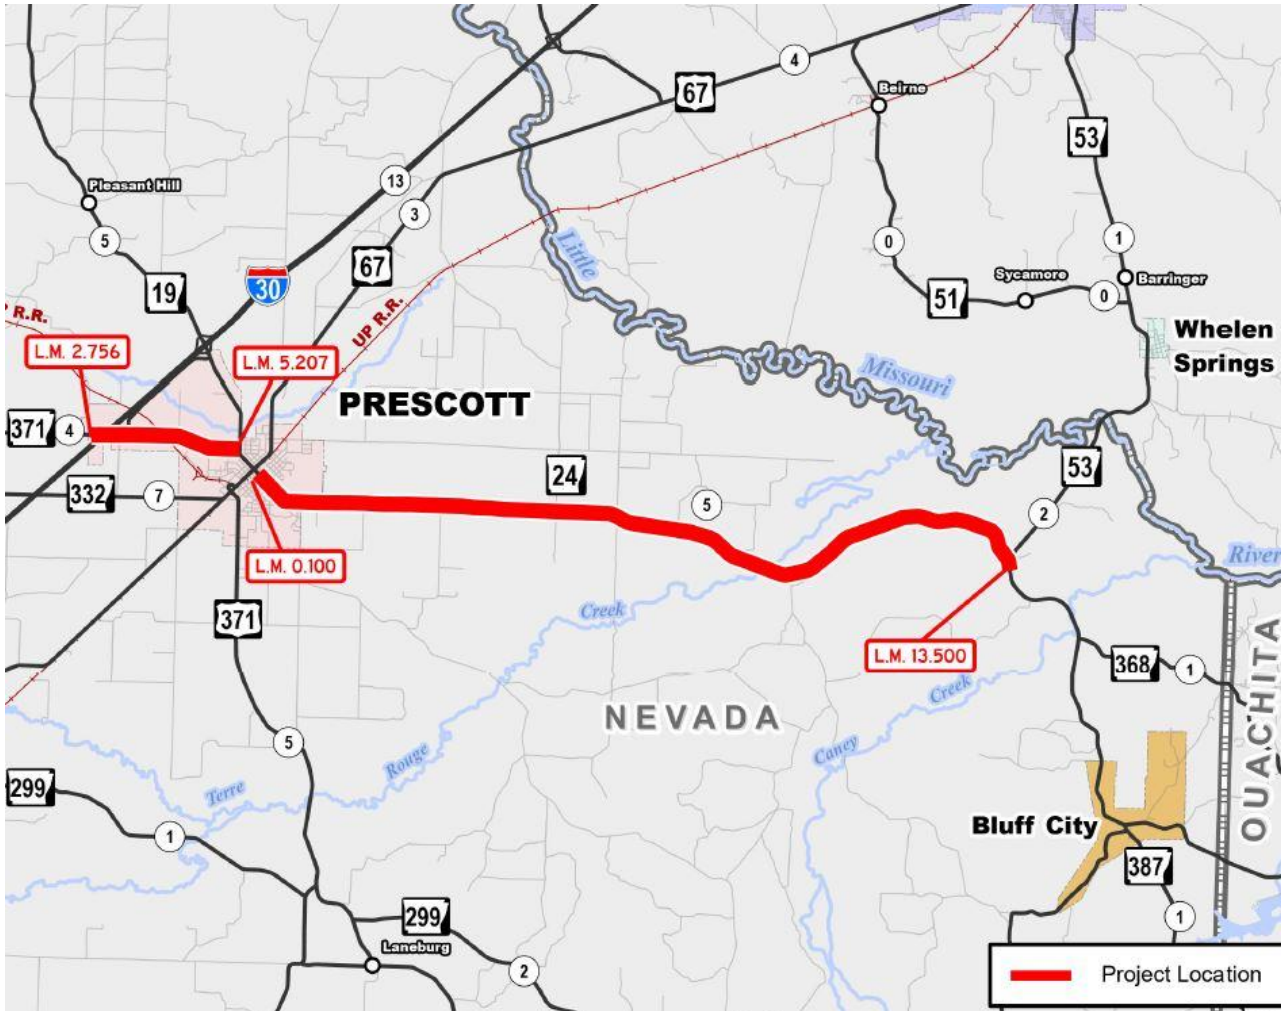 4
67
Beirne
53
13
Pleasant Hill
3
5
Little
0
1
67
19
30
Sycamore
Barringer
51
0
P R.R.
UP R.R.
Whelen
Springs
L.M. 2.756
L.M. 5.207
Missouri
PRESCOTT
371
4
24
53
332
7
5
2
L.M. 0.100
River
Creek
371
L.M. 13.500
368
1
Creek
NEVADA
5
Caney
Rouge
Terre
299
OUACHITA
1
Bluff City
387
299
1
Laneburg
2
Project Location